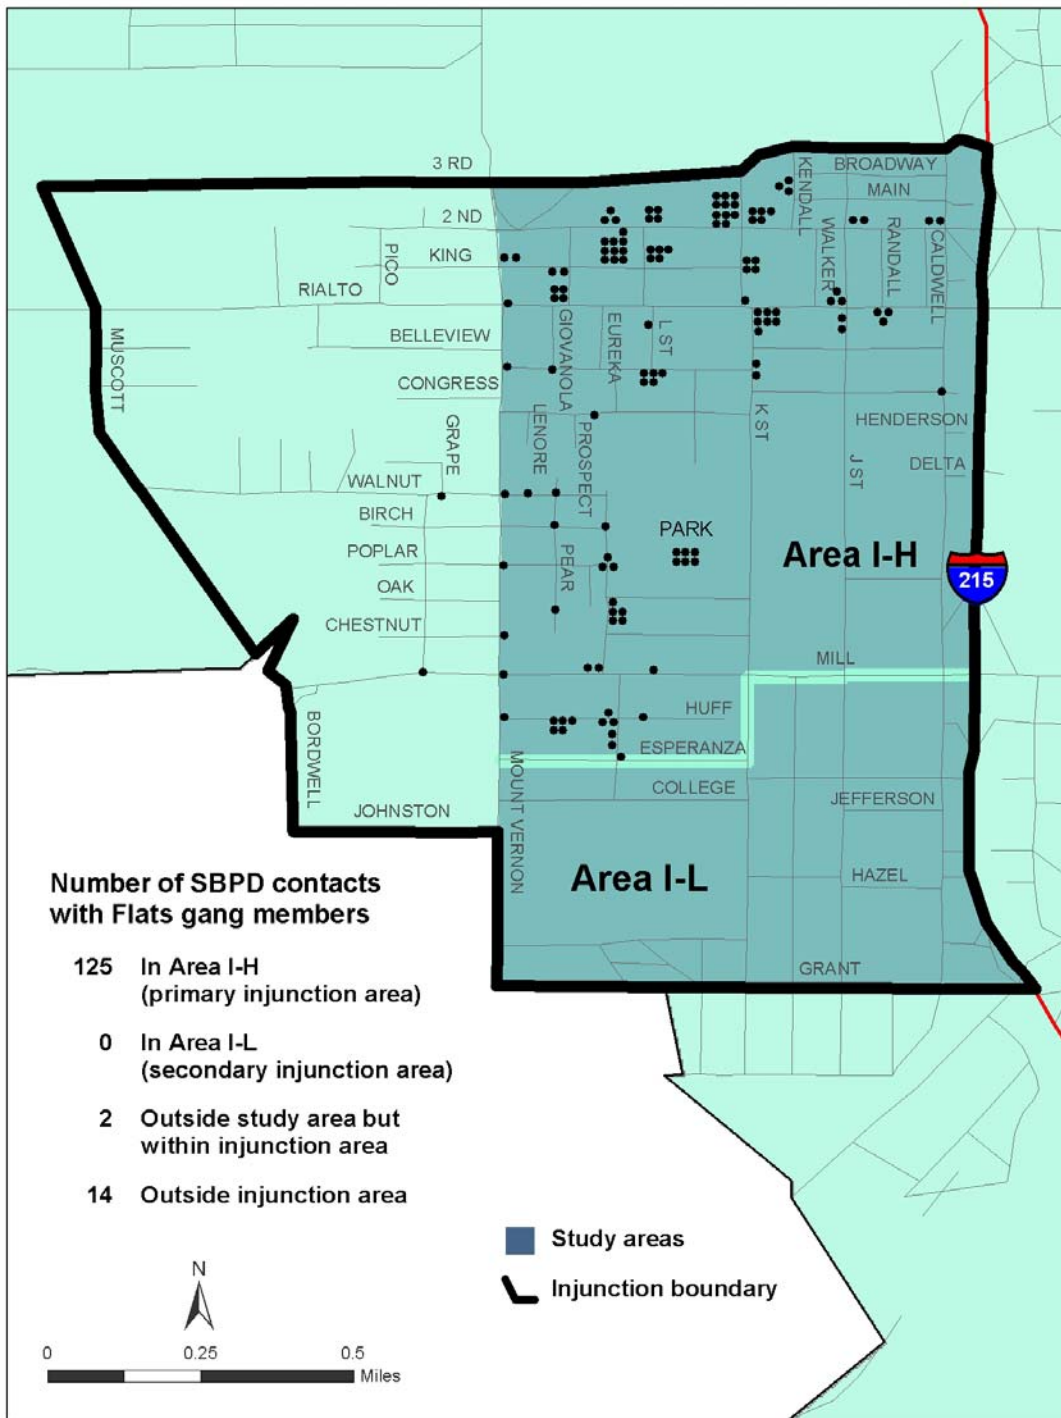 3 RD
BROADWAY
KENDALL
MAIN
2 ND
PICO
KING
WALKER
RANDALL
CALDWELL
RIALTO
MUSCOTT
BELLEVIEW
GIOVANOLA
EUREKA
L ST
CONGRESS
K ST
HENDERSON
GRAPE
LENORE
PROSPECT
J ST
DELTA
WALNUT
BIRCH
PARK
POPLAR
PEAR
Area I-H
215
OAK
CHESTNUT
MILL
BORDWELL
HUFF
ESPERANZA
MOUNT VERNON
COLLEGE
JEFFERSON
JOHNSTON
Area I-L
HAZEL
GRANT
Number of SBPD contacts
with Flats gang members
125 In Area I-H
(primary injunction area)
0 In Area I-L
(secondary injunction area)
2 Outside study area but
within injunction area
14 Outside injunction area
Study areas
Injunction boundary
N
0 0.25 0.5
Miles